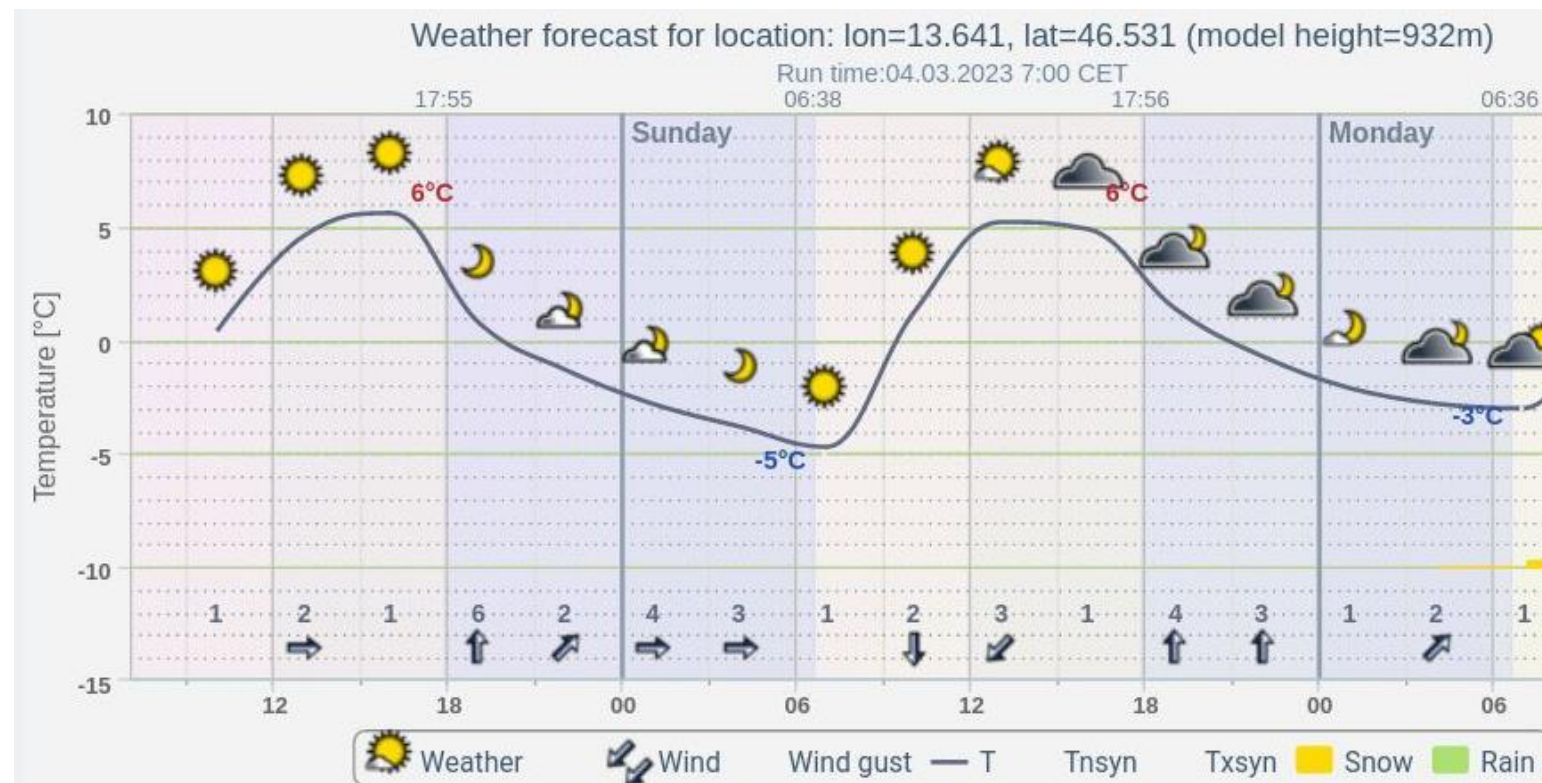 Weather forecast for location: lon=13.641, lat=46.531 (model height=932m)
Run time:04.03.2023 7:00 CET
17:55 06:38 17:56 06:36
Temperature [°C]
10
5
0
-5
-10
-15
Sunday Monday
6°C 6°C
-5°C -3°C
1 2 1 6 2 4 3 1 2 3 1 4 3 1 2 1
12 18 00 06 12 18 00 06
Weather Wind Wind gust T Tnsyn Txsyn Snow Rain